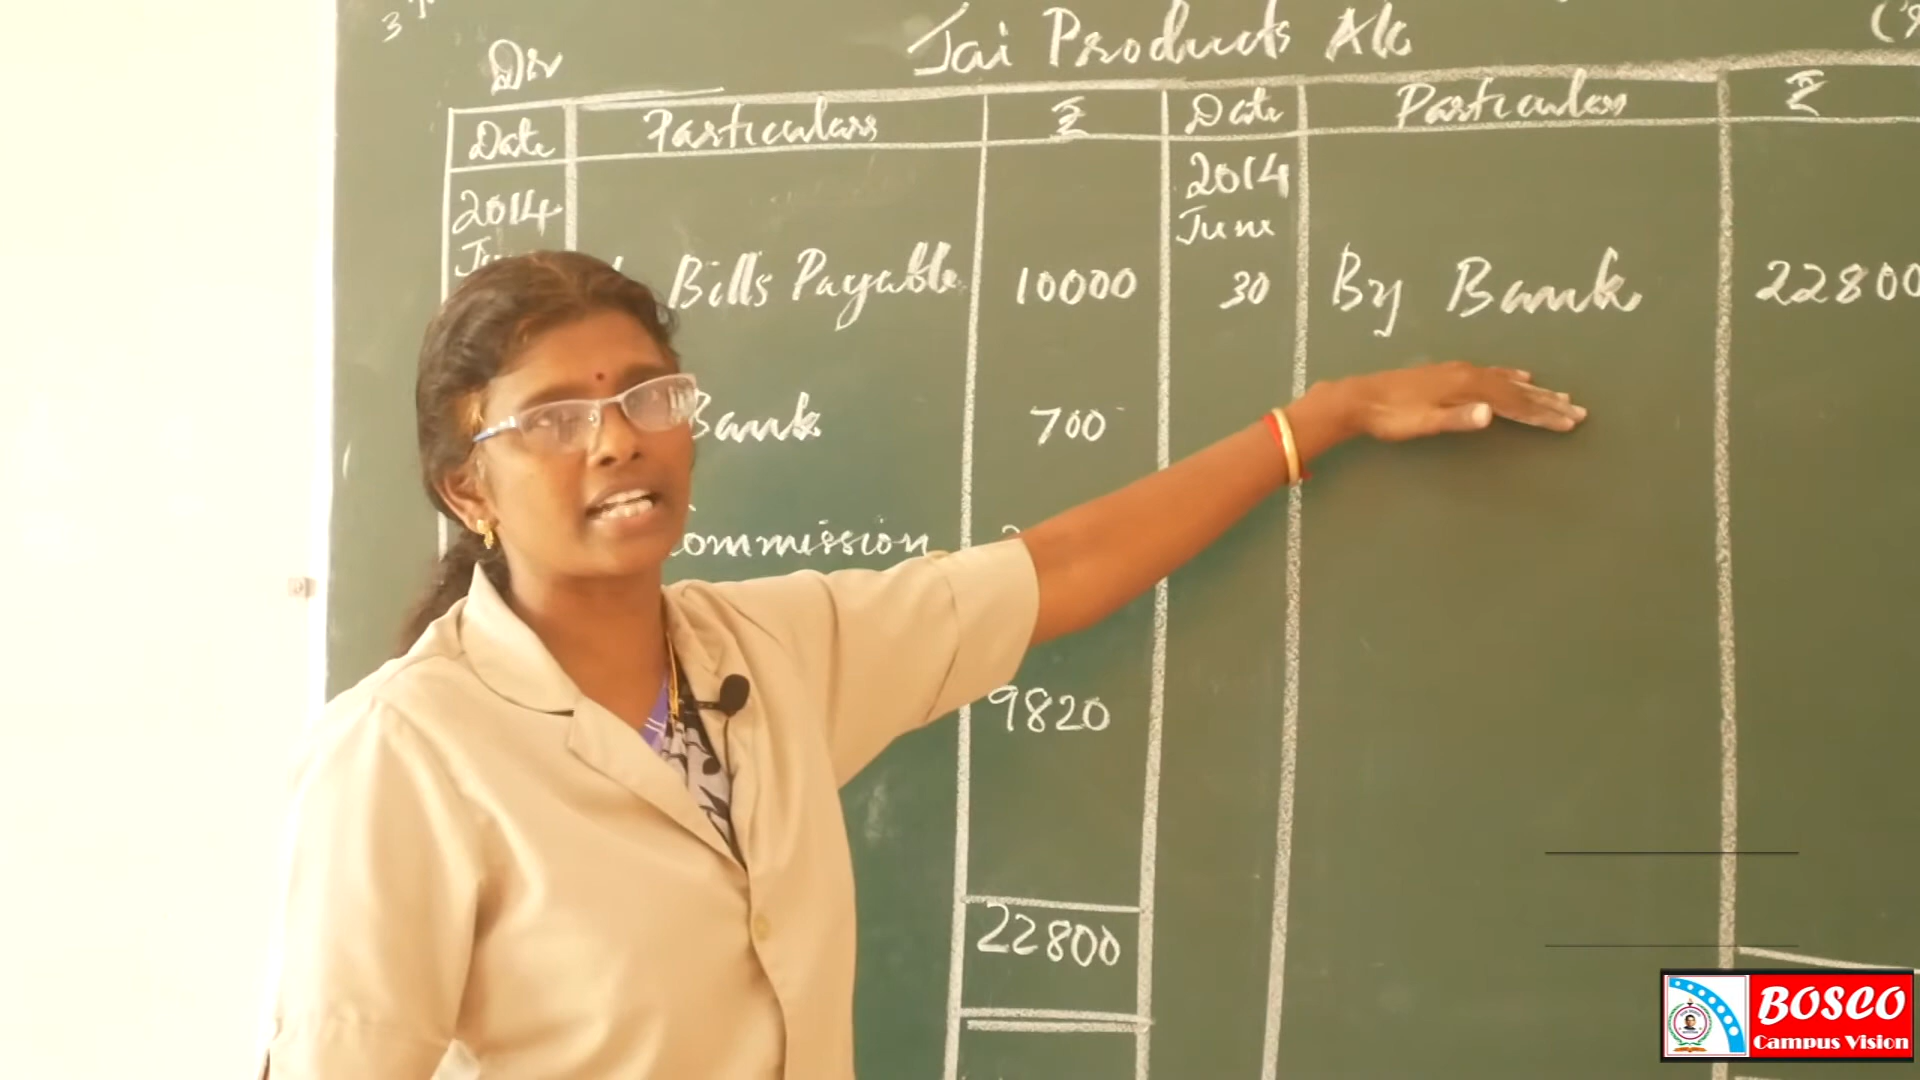 Jai Products A/c
Dr
Date Particulars ₹ Date Particulars ₹
2014 2014
June
Bills Payable 10000 30 By Bank 22800
Bank 700
Commission
9820
22800
BOSCO
Campus Vision